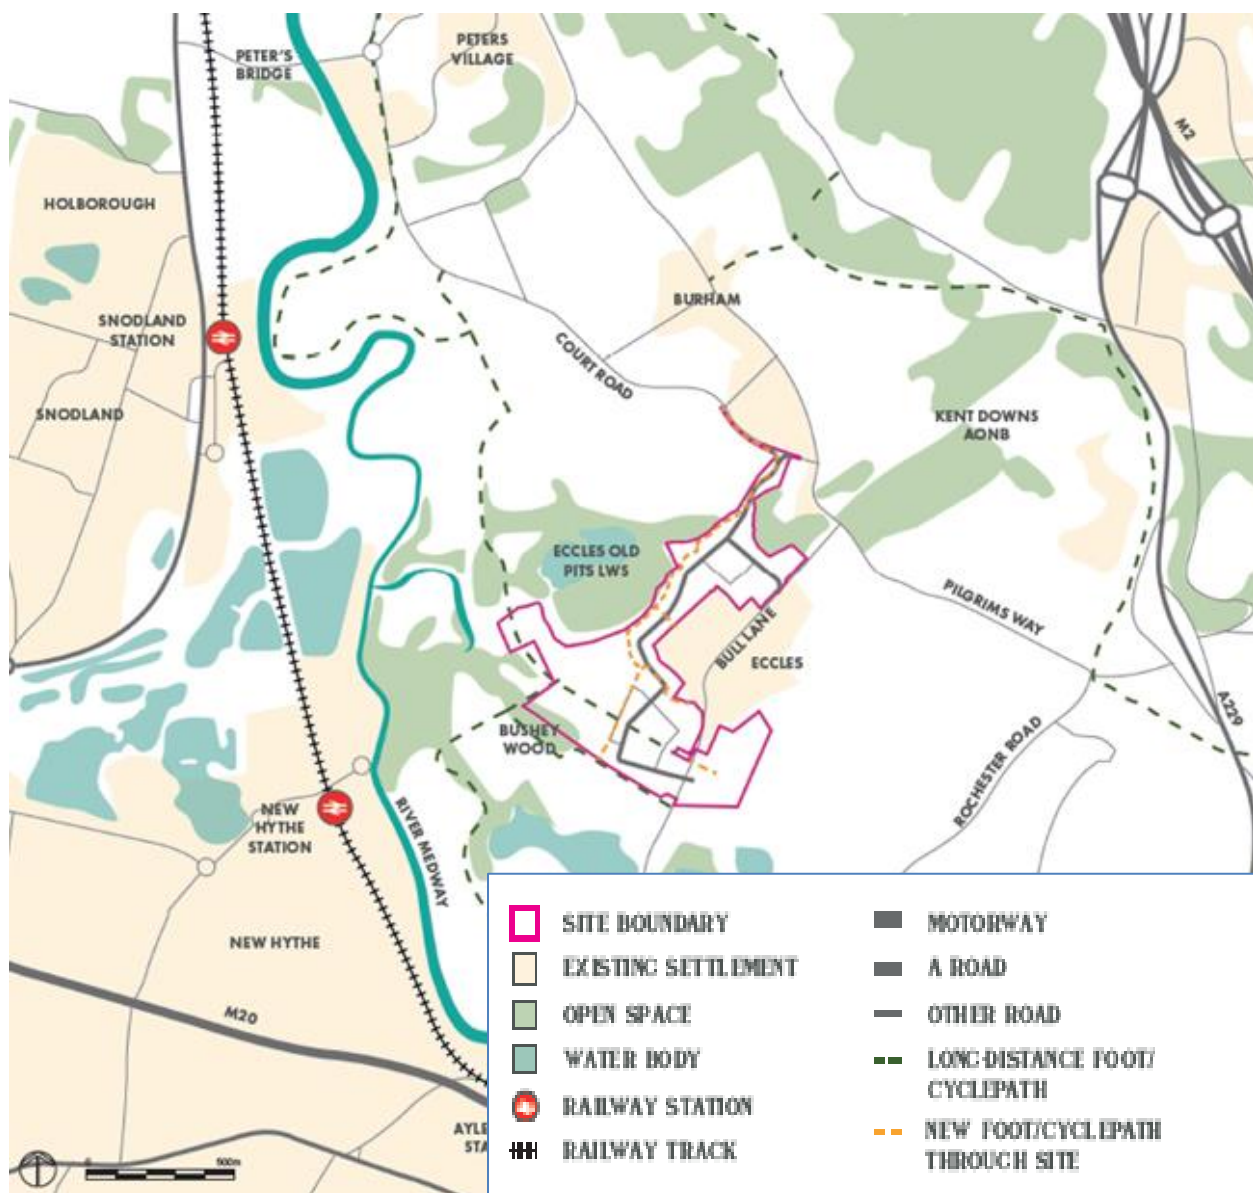 PETER'S
BRIDGE
PETERS
VILLAGE
M2
HOLBOROUGH
SNODLAND
STATION
BURHAM
COURT ROAD
SNODLAND
KENT DOWNS
AONB
ECCLES OLD
PITS LWS
PILGRIMS WAY
BULL LANE
ECCLES
A229
BUSHEY
WOOD
ROCHESTER ROAD
NEW
HYTHE
STATION
RIVER MEDWAY
NEW HYTHE
M20
AYLE
STA
0 500m
SITE BOUNDARY
EXISTING SETTLEMENT
OPEN SPACE
WATER BODY
RAILWAY STATION
RAILWAY TRACK
MOTORWAY
A ROAD
OTHER ROAD
LONG-DISTANCE FOOT/
CYCLEPATH
NEW FOOT/CYCLEPATH
THROUGH SITE